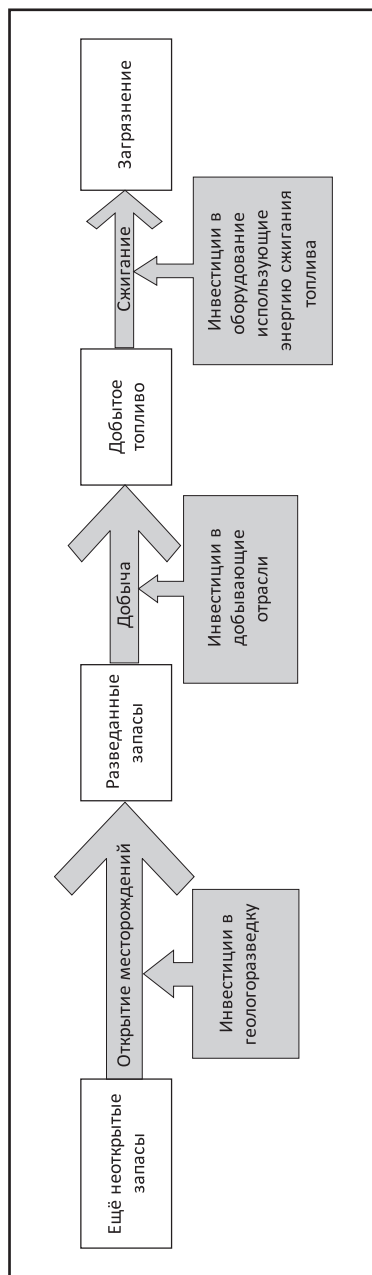 Ещё неоткрытые
запасы
Открытие месторождений
Инвестиции в
геологоразведку
Разведанные
запасы
Добыча
Инвестиции в
добывающие
отрасли
Добытое
топливо
Сжигание
Инвестиции в
оборудование
использующие
энергию сжигания
топлива
Загрязнение